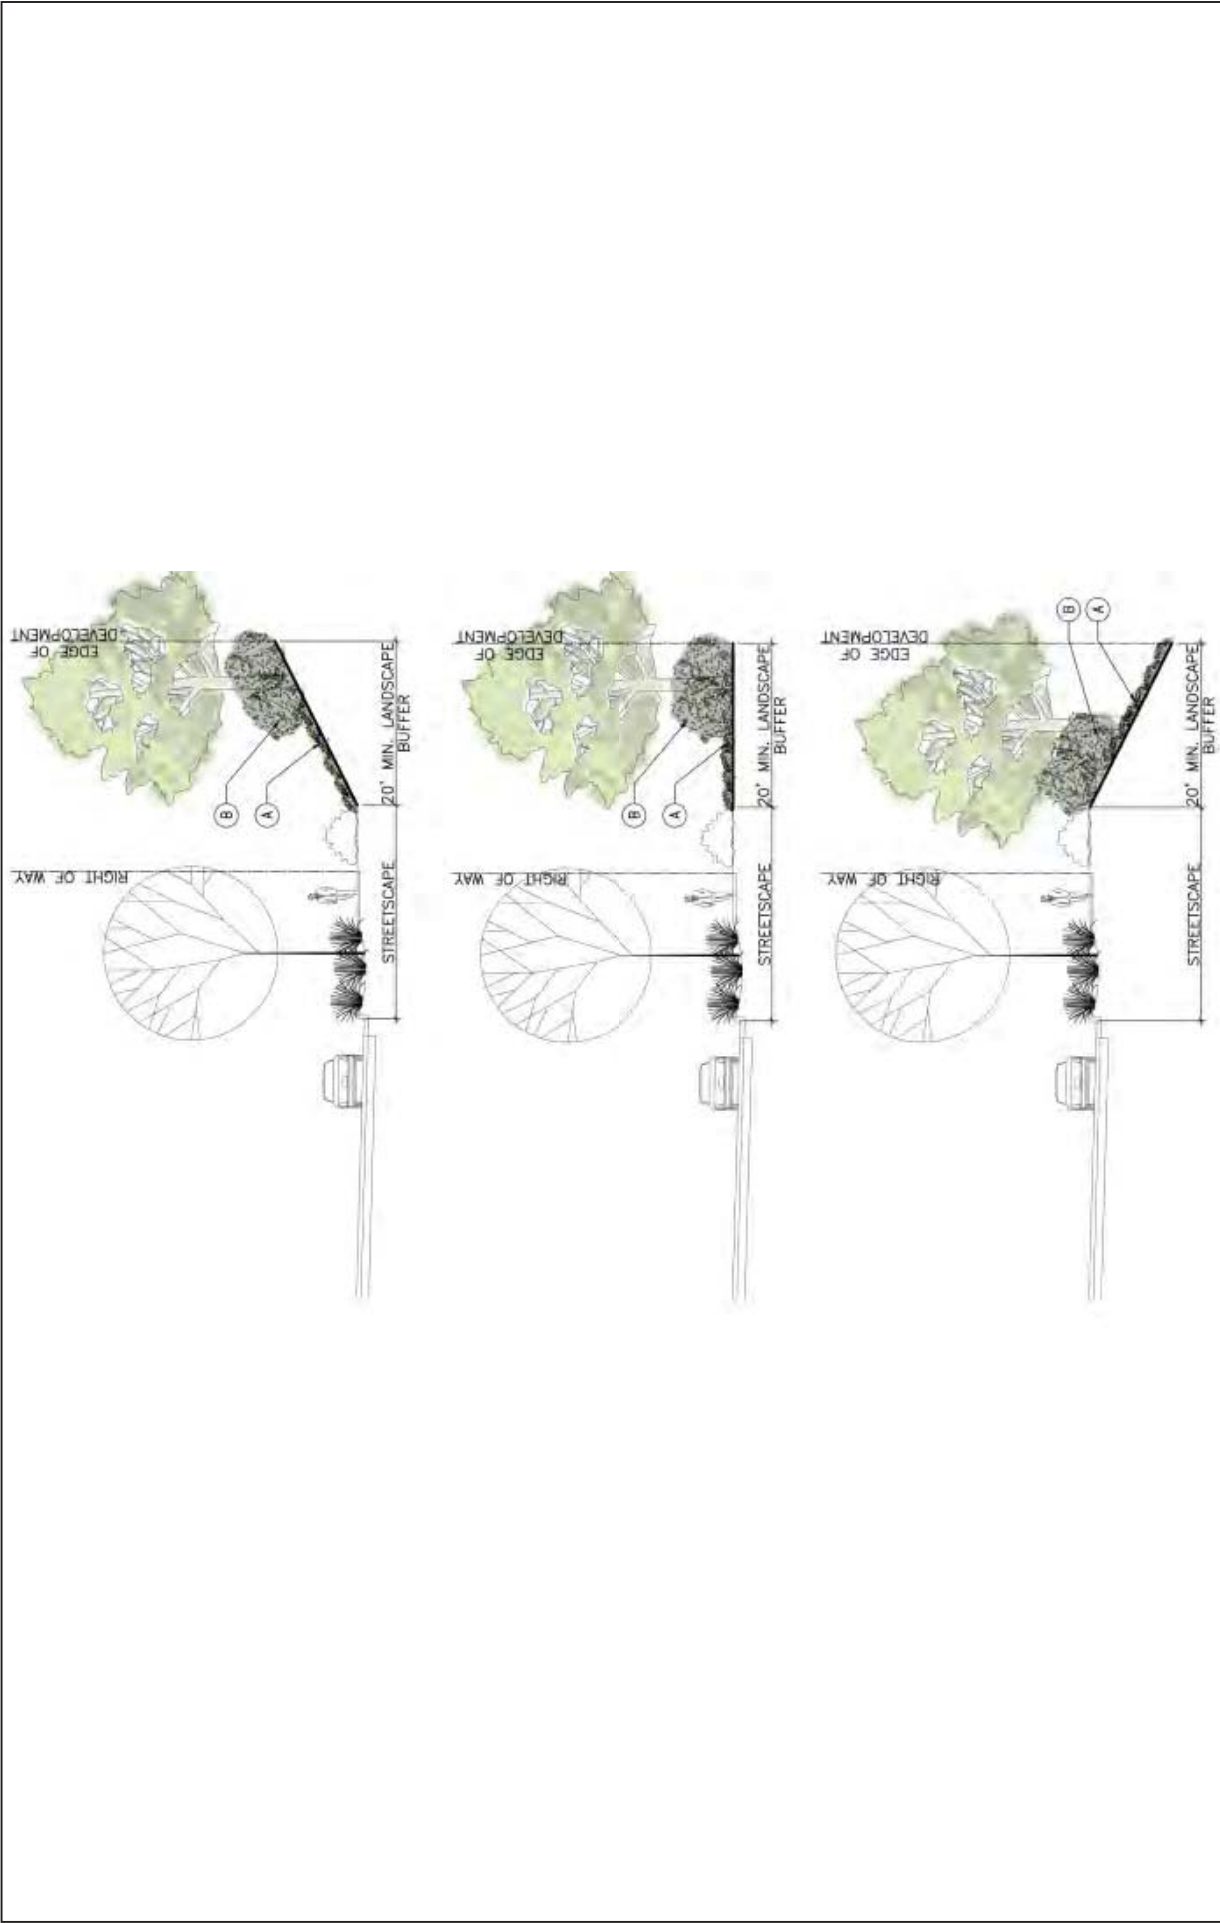 EDGE OF
DEVELOPMENT
B
A
20' MIN. LANDSCAPE
BUFFER
RIGHT OF WAY
STREETSCAPE
EDGE OF
DEVELOPMENT
B
A
20' MIN. LANDSCAPE
BUFFER
RIGHT OF WAY
STREETSCAPE
EDGE OF
DEVELOPMENT
B
A
20' MIN. LANDSCAPE
BUFFER
RIGHT OF WAY
STREETSCAPE